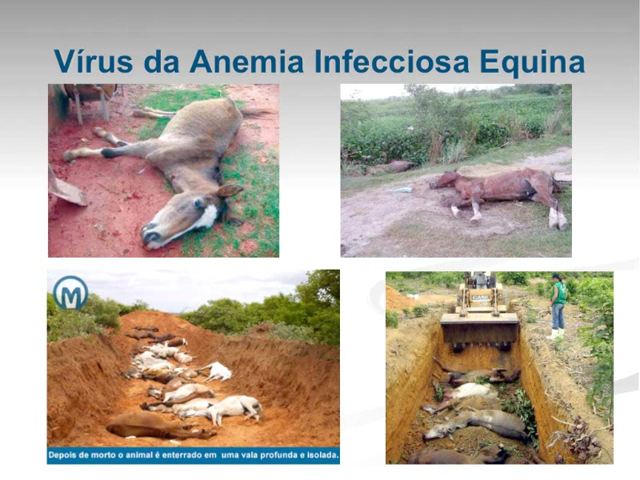 Vírus da Anemia Infecciosa Equina
M
Depois de morto o animal é enterrado em uma vala profunda e isolada.